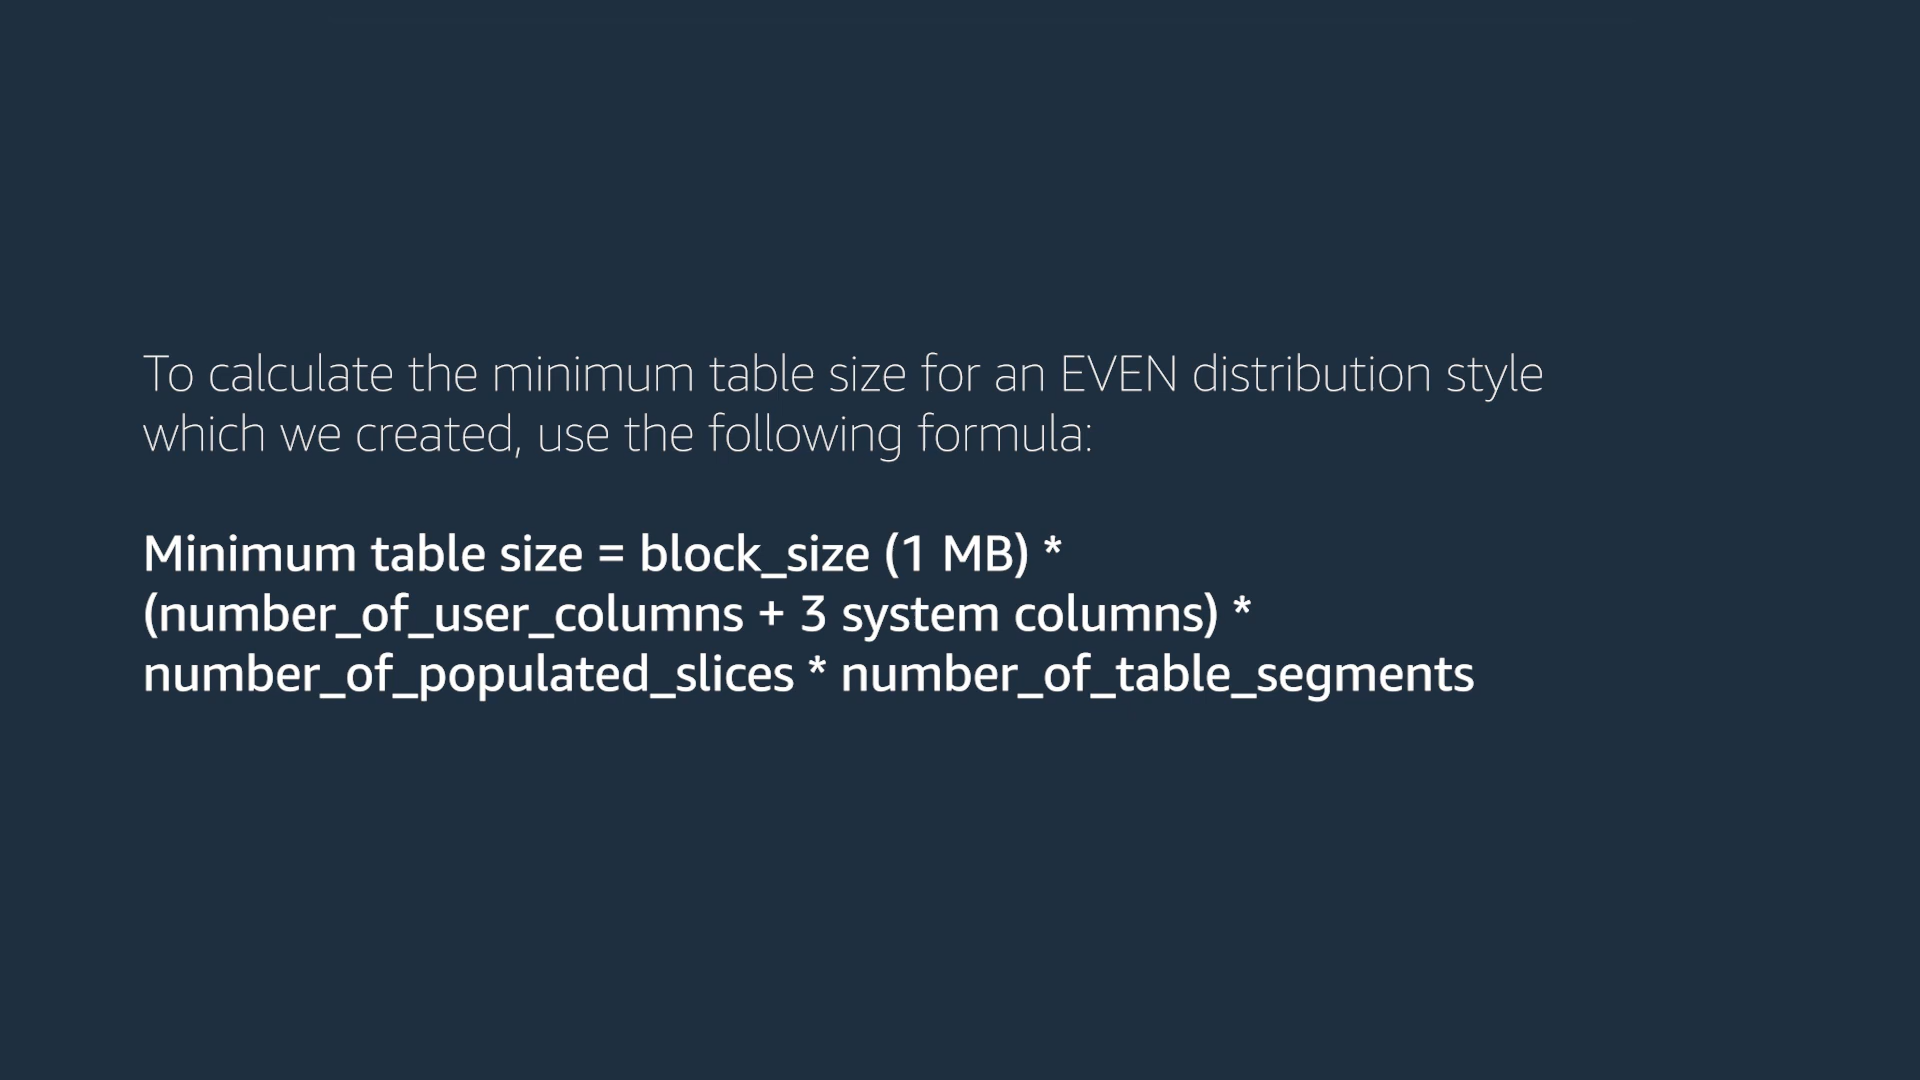 To calculate the minimum table size for an EVEN distribution style
which we created, use the following formula:
Minimum table size = block_size (1 MB) *
(number_of_user_columns + 3 system columns) *
number_of_populated_slices * number_of_table_segments